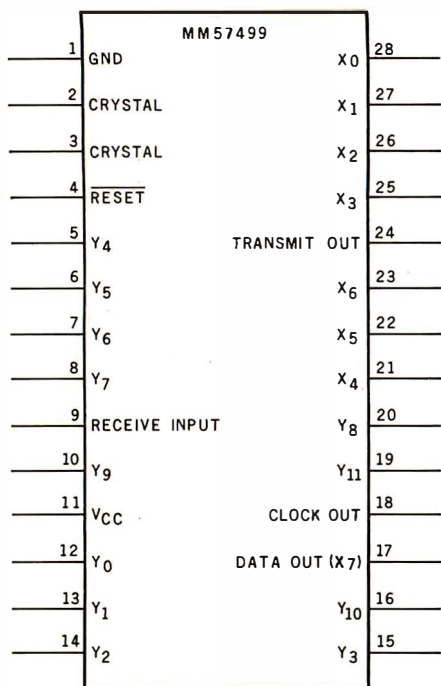 MM57499
1 GND X0 28
2 CRYSTAL X1 27
3 CRYSTAL X2 26
4 RESET X3 25
5 Y4 TRANSMIT OUT 24
6 Y5 X6 23
7 Y6 X5 22
8 Y7 X4 21
9 RECEIVE INPUT Y8 20
10 Y9 Y11 19
11 VCC CLOCK OUT 18
12 Y0 DATA OUT (X7) 17
13 Y1 Y10 16
14 Y2 Y3 15